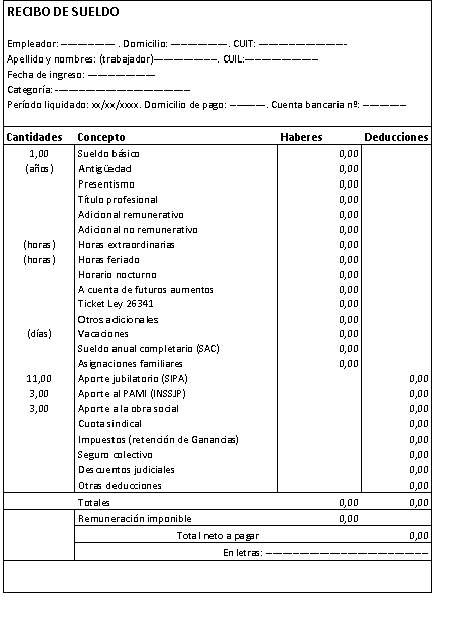 RECIBO DE SUELDO
Empleador: ---------------- . Domicilio: ----------------. CUIT: -------------------------
Apellido y nombres: (trabajador)------------------. CUIL:---------------------
Fecha de ingreso: -------------------
Categoría: --------------------------------------
Período liquidado: xx/xx/xxxx. Domicilio de pago: ----------. Cuenta bancaria nº: ------------
Cantidades Concepto Haberes Deducciones
1,00 Sueldo básico 0,00
(años) Antigüedad 0,00
Presentismo 0,00
Título profesional 0,00
Adicional remunerativo 0,00
Adicional no remunerativo 0,00
(horas) Horas extraordinarias 0,00
(horas) Horas feriado 0,00
Horario nocturno 0,00
A cuenta de futuros aumentos 0,00
Ticket Ley 26341 0,00
Otros adicionales 0,00
(días) Vacaciones 0,00
Sueldo anual completario (SAC) 0,00
Asignaciones familiares 0,00
11,00 Aporte jubilatorio (SIPA) 0,00
3,00 Aporte al PAMI (INSSJP) 0,00
3,00 Aporte a la obra social 0,00
Cuota sindical 0,00
Impuestos (retención de Ganancias) 0,00
Seguro colectivo 0,00
Descuentos judiciales 0,00
Otras deducciones 0,00
Totales 0,00 0,00
Remuneración imponible 0,00
Total neto a pagar 0,00
En letras: -----------------------------------------------